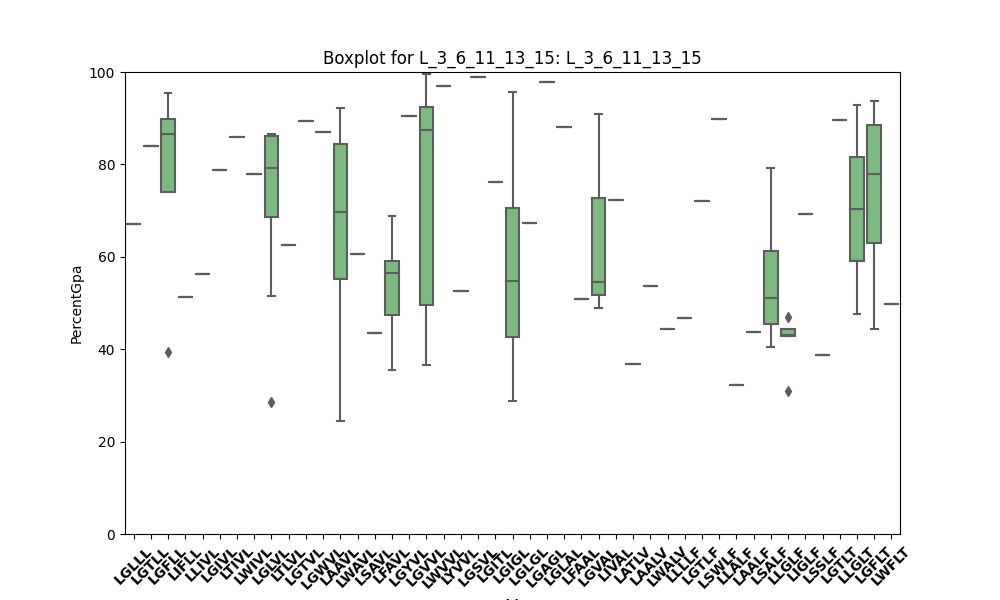 Boxplot for L_3_6_11_13_15: L_3_6_11_13_15
PercentGpa
100
80
60
40
20
0
LGLLL
LGTLL
LGFLL
LIFLL
LLIVL
LGIVL
LTIVL
LWIVL
LGLVL
LTLVL
LGTVL
LGWVL
LAAVL
LWAVL
LSAVL
LFAVL
LGYVL
LGVVL
LWVVL
LYVVL
LGSVL
LGITL
LGIGL
LGLGL
LGAGL
LGLAL
LFAAL
LGVAL
LIVAL
LATLV
LAALV
LWALV
LLLLF
LGTLF
LSWLF
LLALF
LAALF
LSALF
LLGLF
LIGLF
LSSLF
LGTLT
LLGLT
LGFLT
LWFLT